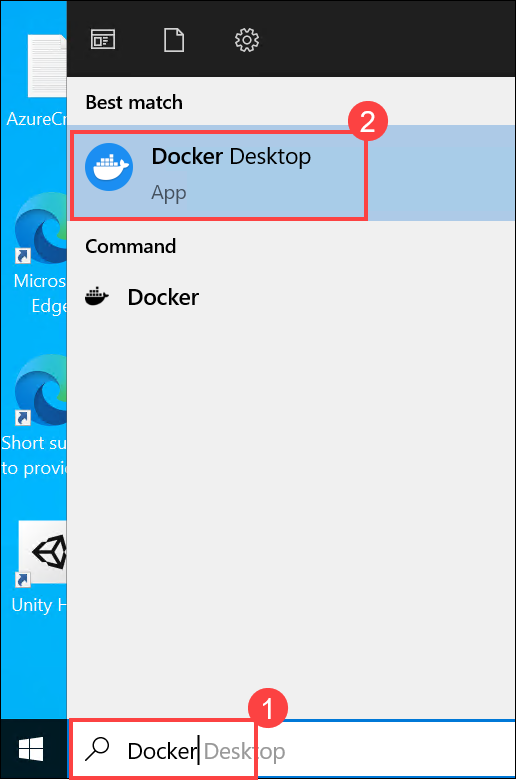 AzureCr
Micros
Edge
Short su
to provi
Unity H
Best match
2
Docker Desktop
App
Command
Docker
1
Docker Desktop